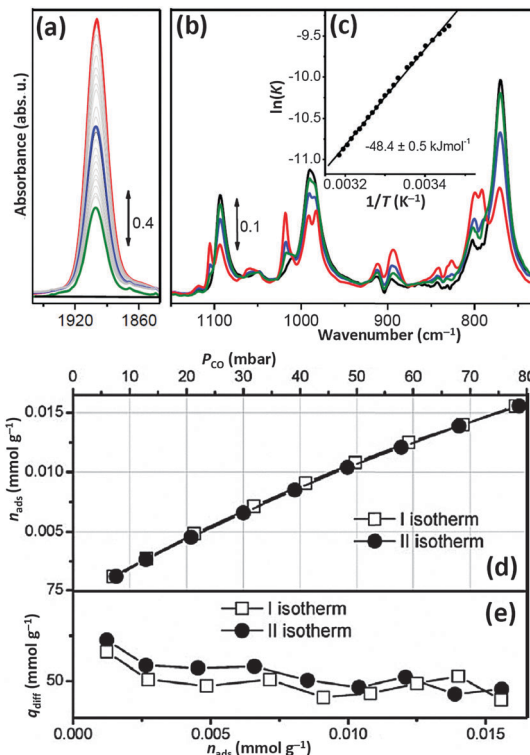 (a)
(b)
(c)
Absorbance (abs. u.)
0.4
0.1
ln(K)
-9.5
-10.0
-10.5
-11.0
-48.4 ± 0.5 kJmol⁻¹
0.0032
0.0034
1/T (K⁻¹)
1920
1860
1100
1000
900
800
Wavenumber (cm⁻¹)
P_CO (mbar)
0
10
20
30
40
50
60
70
80
n_ads (mmol g⁻¹)
0.015
0.010
0.005
I isotherm
II isotherm
(d)
75
I isotherm
II isotherm
(e)
q_diff (mmol g⁻¹)
50
0.000
0.005
0.010
0.015
n_ads (mmol g⁻¹)